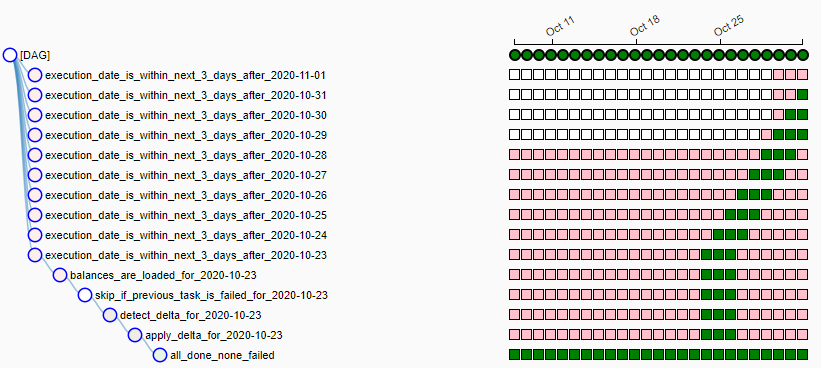 Oct 11
Oct 18
Oct 25
[DAG]
execution_date_is_within_next_3_days_after_2020-11-01
execution_date_is_within_next_3_days_after_2020-10-31
execution_date_is_within_next_3_days_after_2020-10-30
execution_date_is_within_next_3_days_after_2020-10-29
execution_date_is_within_next_3_days_after_2020-10-28
execution_date_is_within_next_3_days_after_2020-10-27
execution_date_is_within_next_3_days_after_2020-10-26
execution_date_is_within_next_3_days_after_2020-10-25
execution_date_is_within_next_3_days_after_2020-10-24
execution_date_is_within_next_3_days_after_2020-10-23
balances_are_loaded_for_2020-10-23
skip_if_previous_task_is_failed_for_2020-10-23
detect_delta_for_2020-10-23
apply_delta_for_2020-10-23
all_done_none_failed